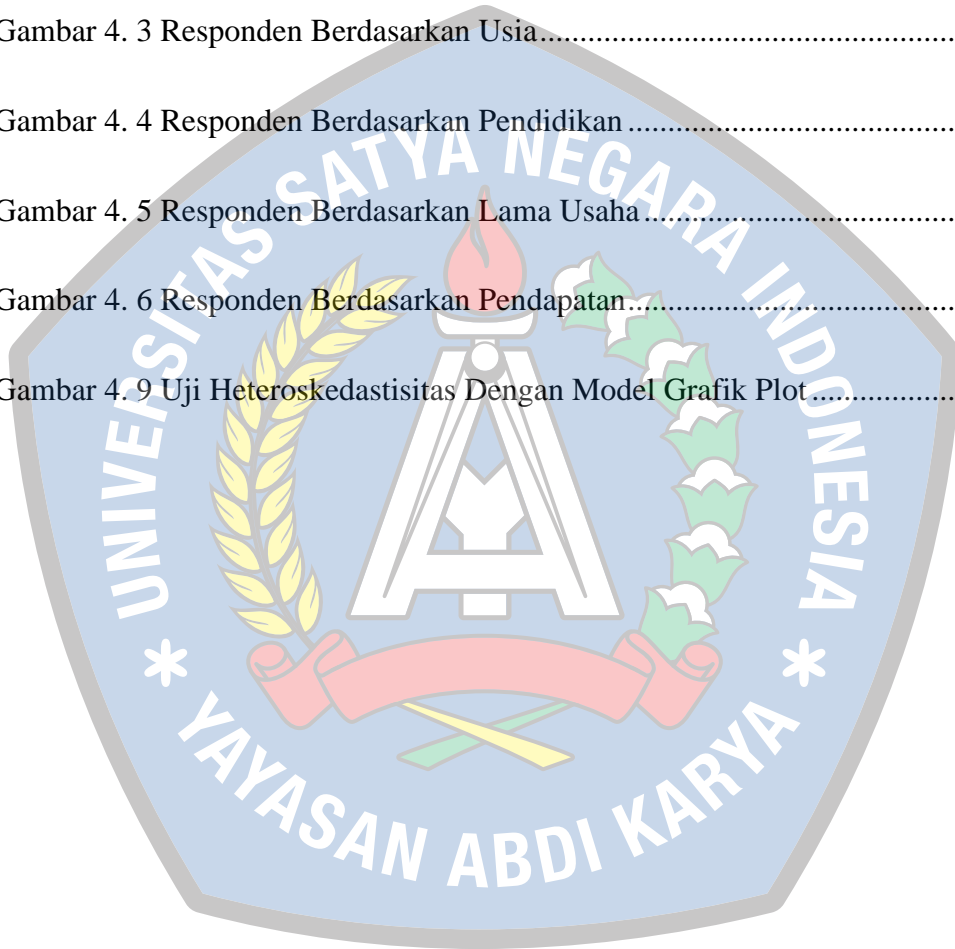 Gambar 4. 3 Responden Berdasarkan Usia................................................
Gambar 4. 4 Responden Berdasarkan Pendidikan.....................................
Gambar 4. 5 Responden Berdasarkan Lama Usaha...................................
Gambar 4. 6 Responden Berdasarkan Pendapatan.....................................
Gambar 4. 9 Uji Heteroskedastisitas Dengan Model Grafik Plot................
UNIVERSITAS SATYA NEGARA INDONESIA
* YAYASAN ABDI KARYA *